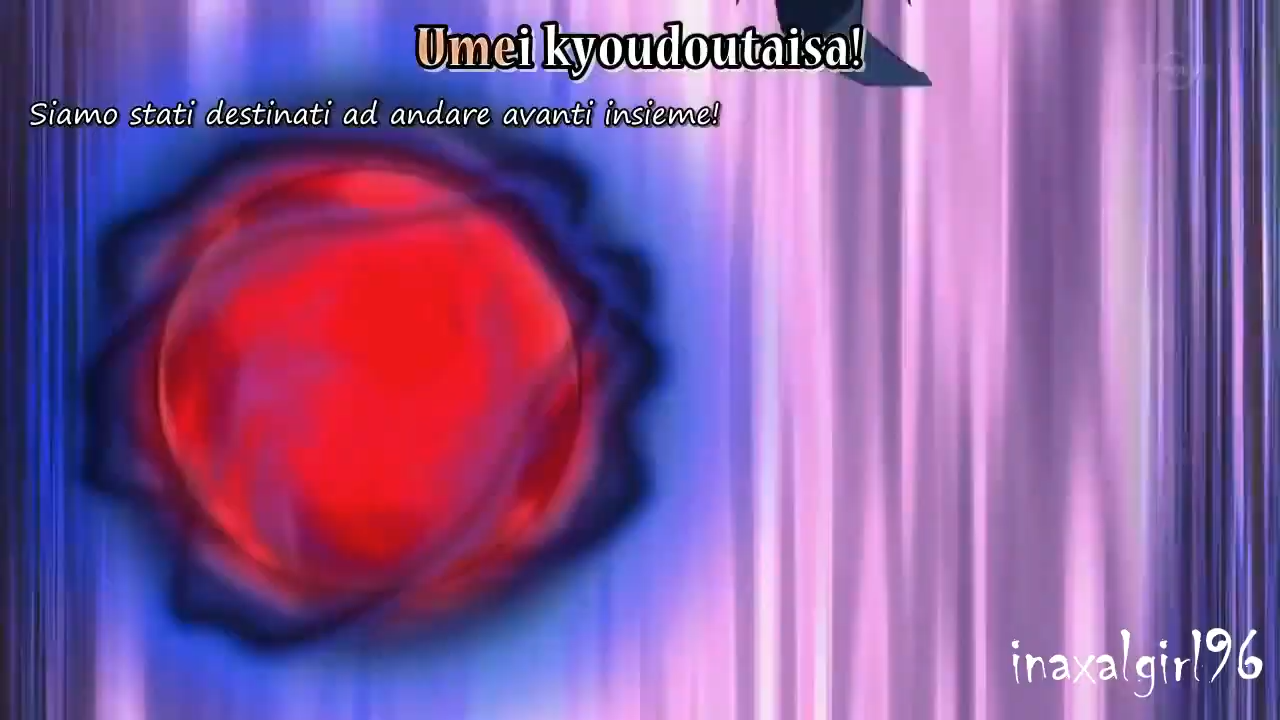 Umei kyoudoutaisa!
Siamo stati destinati ad andare avanti insieme!
inaxalgirl96